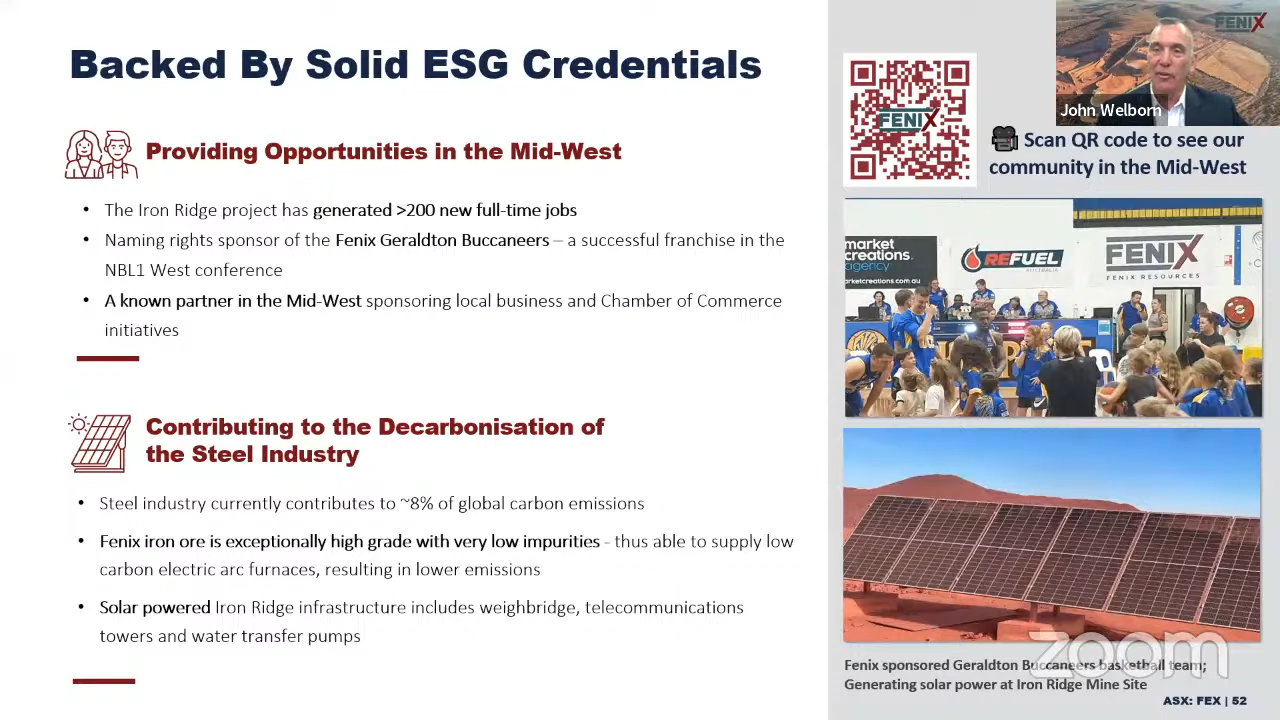 Backed By Solid ESG Credentials
Providing Opportunities in the Mid-West
• The Iron Ridge project has generated >200 new full-time jobs
• Naming rights sponsor of the Fenix Geraldton Buccaneers – a successful franchise in the
NBL1 West conference
• A known partner in the Mid-West sponsoring local business and Chamber of Commerce
initiatives
Contributing to the Decarbonisation of
the Steel Industry
• Steel industry currently contributes to ~8% of global carbon emissions
• Fenix iron ore is exceptionally high grade with very low impurities - thus able to supply low
carbon electric arc furnaces, resulting in lower emissions
• Solar powered Iron Ridge infrastructure includes weighbridge, telecommunications
towers and water transfer pumps
FENIX
FENIX
John Welborn
Scan QR code to see our
community in the Mid-West
market
creations
agency
marketcreations.com.au
REFUEL
AUSTRALIA
FENIX
FENIX RESOURCES
zoom
Fenix sponsored Geraldton Buccaneers basketball team;
Generating solar power at Iron Ridge Mine Site
ASX: FEX | 52